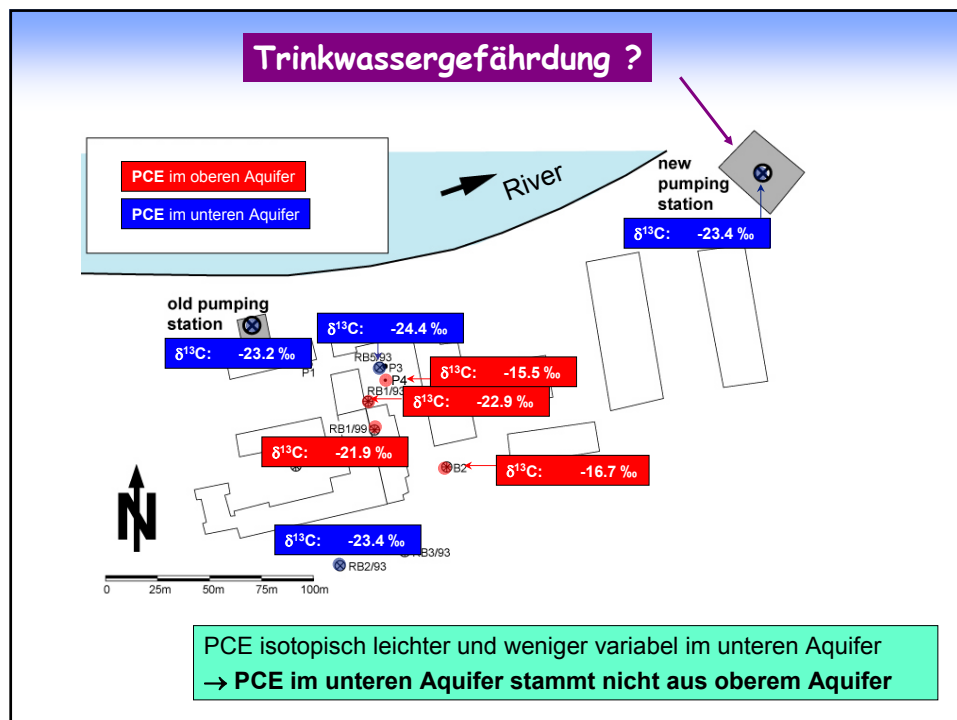 Trinkwassergefährdung ?
PCE im oberen Aquifer
PCE im unteren Aquifer
River
new
pumping
station
δ¹³C: -23.4 ‰
old pumping
station
δ¹³C: -23.2 ‰
P1
δ¹³C: -24.4 ‰
RB5/93
P3
P4
δ¹³C: -15.5 ‰
RB1/93
δ¹³C: -22.9 ‰
RB1/99
δ¹³C: -21.9 ‰
B2
δ¹³C: -16.7 ‰
N
δ¹³C: -23.4 ‰
RB3/93
RB2/93
0 25m 50m 75m 100m
PCE isotopisch leichter und weniger variabel im unteren Aquifer
→ PCE im unteren Aquifer stammt nicht aus oberem Aquifer